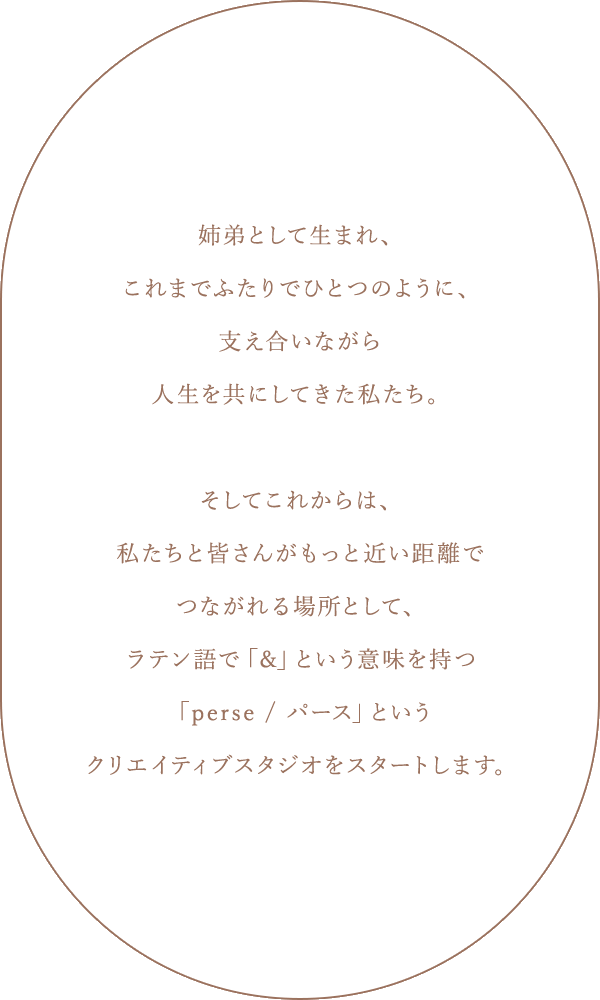 姉弟として生まれ、
これまでふたりでひとつのように、
支え合いながら
人生を共にしてきた私たち。
そしてこれからは、
私たちと皆さんがもっと近い距離で
つながれる場所として、
ラテン語で「&」という意味を持つ
「perse / パース」という
クリエイティブスタジオをスタートします。